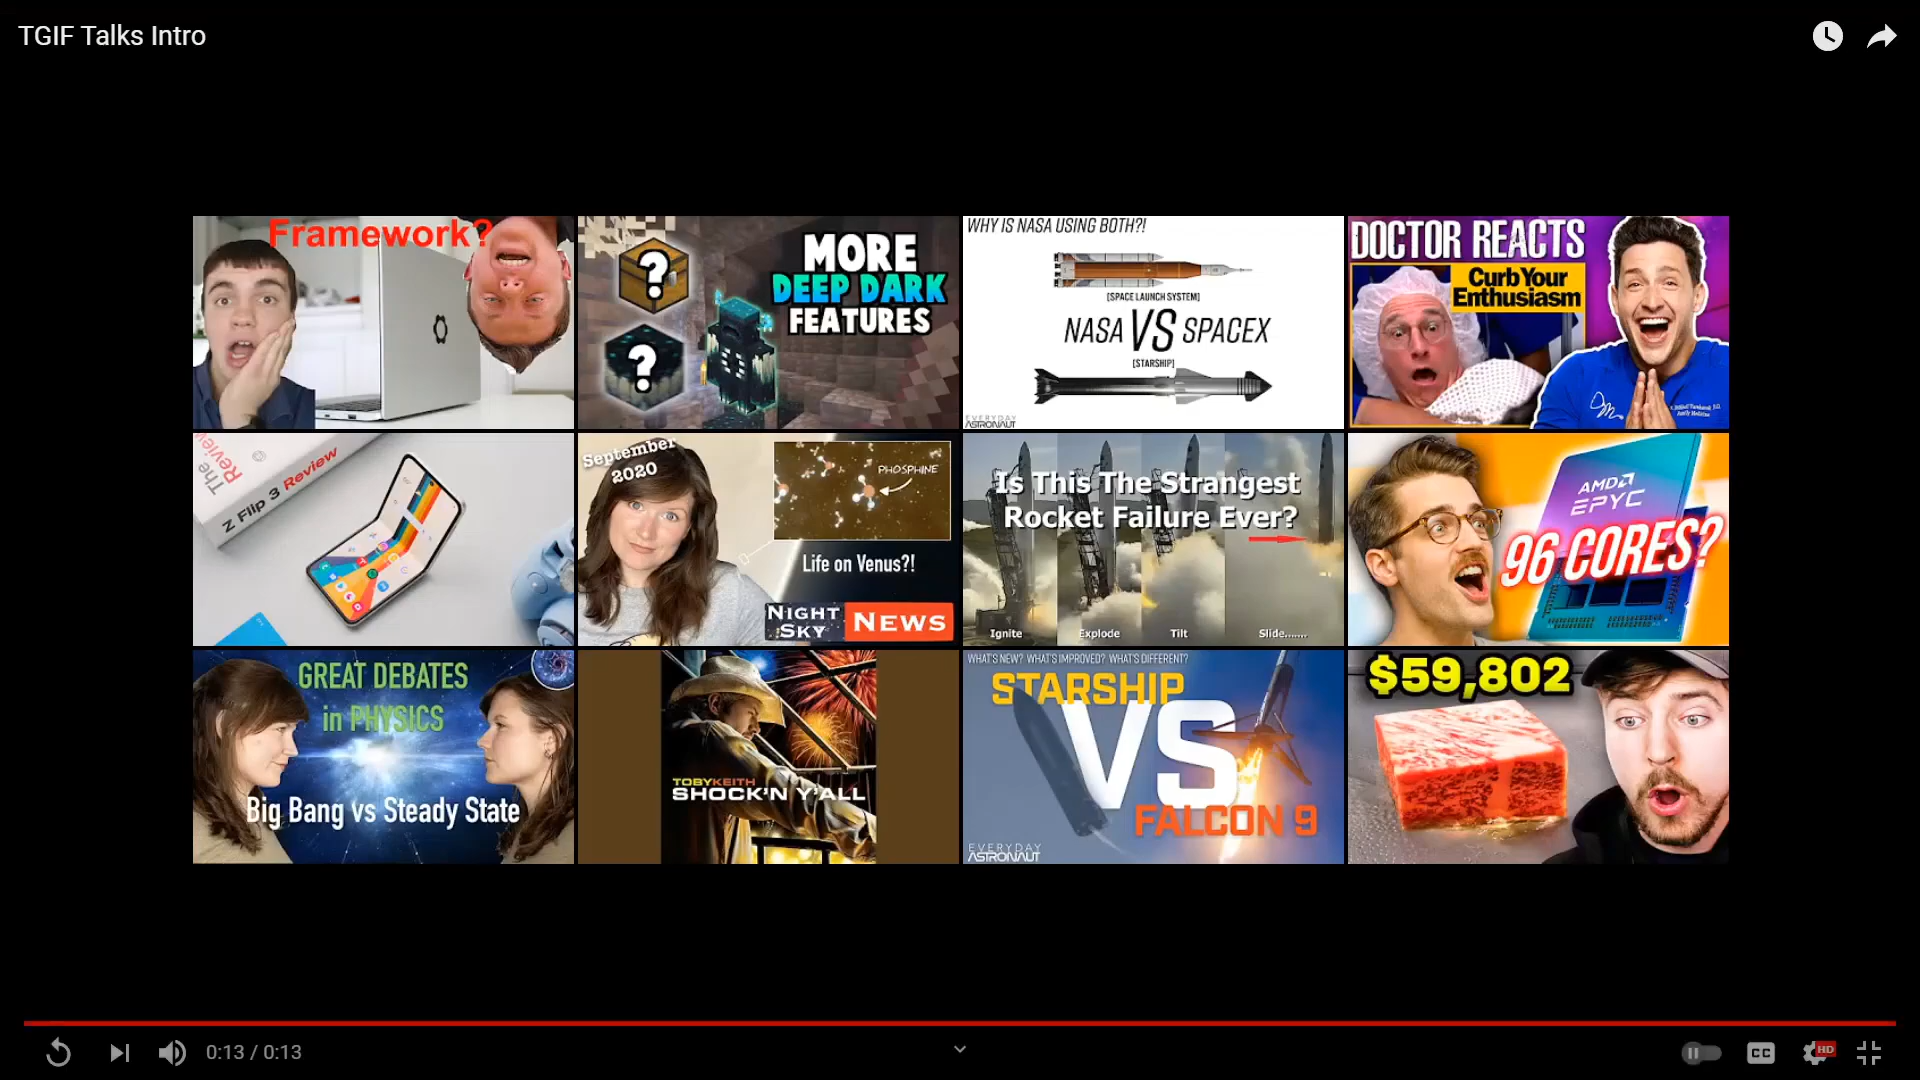 TGIF Talks Intro
Framework?
?
?
MORE
DEEP DARK
FEATURES
WHY IS NASA USING BOTH?!
[SPACE LAUNCH SYSTEM]
NASA VS SPACEX
[STARSHIP]
EVERYDAY
ASTRONAUT
DOCTOR REACTS
Curb Your
Enthusiasm
The
Review
Z Flip 3 Review
September
2020
PHOSPHINE
Life on Venus?!
NIGHT
SKY
NEWS
Is This The Strangest
Rocket Failure Ever?
Ignite
Explode
Tilt
Slide.......
AMD
EPYC
96 CORES?
GREAT DEBATES
in PHYSICS
Big Bang vs Steady State
TOBYKEITH
SHOCK'N Y'ALL
WHAT'S NEW? WHAT'S IMPROVED? WHAT'S DIFFERENT?
STARSHIP
VS
FALCON 9
EVERYDAY
ASTRONAUT
$59,802
0:13 / 0:13
CC
HD